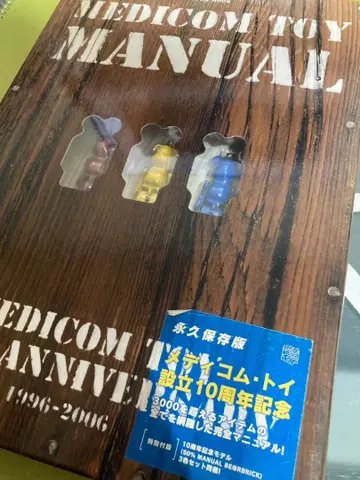 MEDICOM TOY
MANUAL
MEDICOM TOY
ANNIVER
1996-2006
永久保存版
メディコム・トイ
設立10周年記念
3000を超えるアイテムの
全てを網羅した完全マニュアル!
特別付録
10周年記念モデル
(50% MANUAL BE@RBRICK)
3色セット同梱!